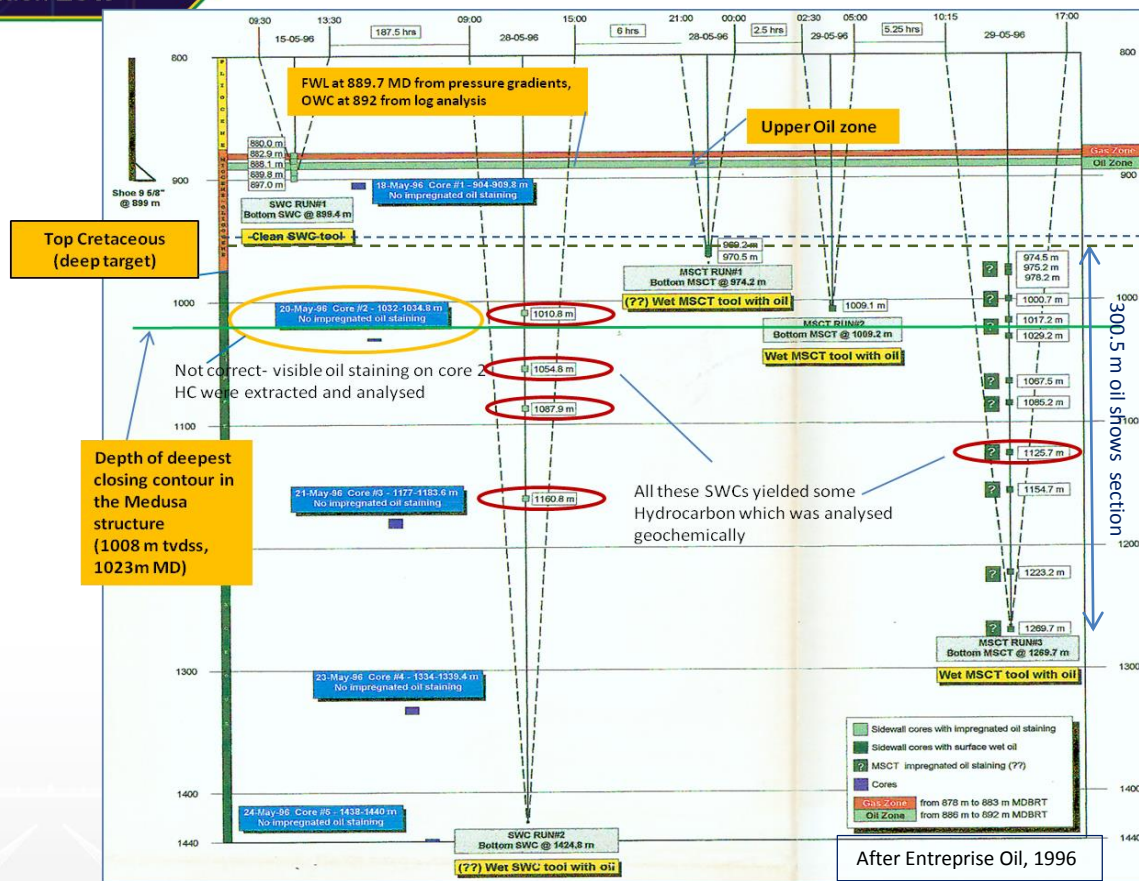 09:30 13:30 09:00 15:00 21:00 00:00 02:30 05:00 10:15 17:00
15-05-96 187.5 hrs 28-05-96 6 hrs 28-05-96 2.5 hrs 29-05-96 5.25 hrs 29-05-96
800 800
FWL at 889.7 MD from pressure gradients,
OWC at 892 from log analysis
Upper Oil zone
Gas Zone
Oil Zone
880.0 m
882.9 m
888.1 m
889.8 m
897.0 m
900 900
Shoe 9 5/8"
@ 899 m
18-May-96 Core #1 - 904-909.8 m
No impregnated oil staining
SWC RUN#1
Bottom SWC @ 899.4 m
Clean SWC tool
Top Cretaceous
(deep target)
969.2 m
970.5 m
MSCT RUN#1
Bottom MSCT @ 974.2 m
(??) Wet MSCT tool with oil
974.5 m
975.2 m
978.2 m
1000 1000
20-May-96 Core #2 - 1032-1034.8 m
No impregnated oil staining
1010.8 m
1009.1 m
MSCT RUN#2
Bottom MSCT @ 1009.2 m
Wet MSCT tool with oil
? 1000.7 m
? 1017.2 m
1029.2 m
Not correct- visible oil staining on core 2
HC were extracted and analysed
1054.8 m
1087.9 m
? 1067.5 m
? 1085.2 m
300.5 m oil shows section
1100 1100
Depth of deepest
closing contour in
the Medusa
structure
(1008 m tvdss,
1023m MD)
21-May-96 Core #3 - 1177-1183.6 m
No impregnated oil staining
1160.8 m
All these SWCs yielded some
Hydrocarbon which was analysed
geochemically
? 1125.7 m
? 1154.7 m
1200
? 1223.2 m
? 1269.7 m
MSCT RUN#3
Bottom MSCT @ 1269.7 m
Wet MSCT tool with oil
1300 1300
23-May-96 Core #4 - 1334-1339.4 m
No impregnated oil staining
Sidewall cores with impregnated oil staining
Sidewall cores with surface wet oil
? MSCT impregnated oil staining (??)
Cores
Gas Zone from 878 m to 883 m MDBRT
Oil Zone from 886 m to 892 m MDBRT
1400 1400
24-May-96 Core #5 - 1438-1440 m
No impregnated oil staining
1440 1440
SWC RUN#2
Bottom SWC @ 1424.8 m
(??) Wet SWC tool with oil
After Entreprise Oil, 1996